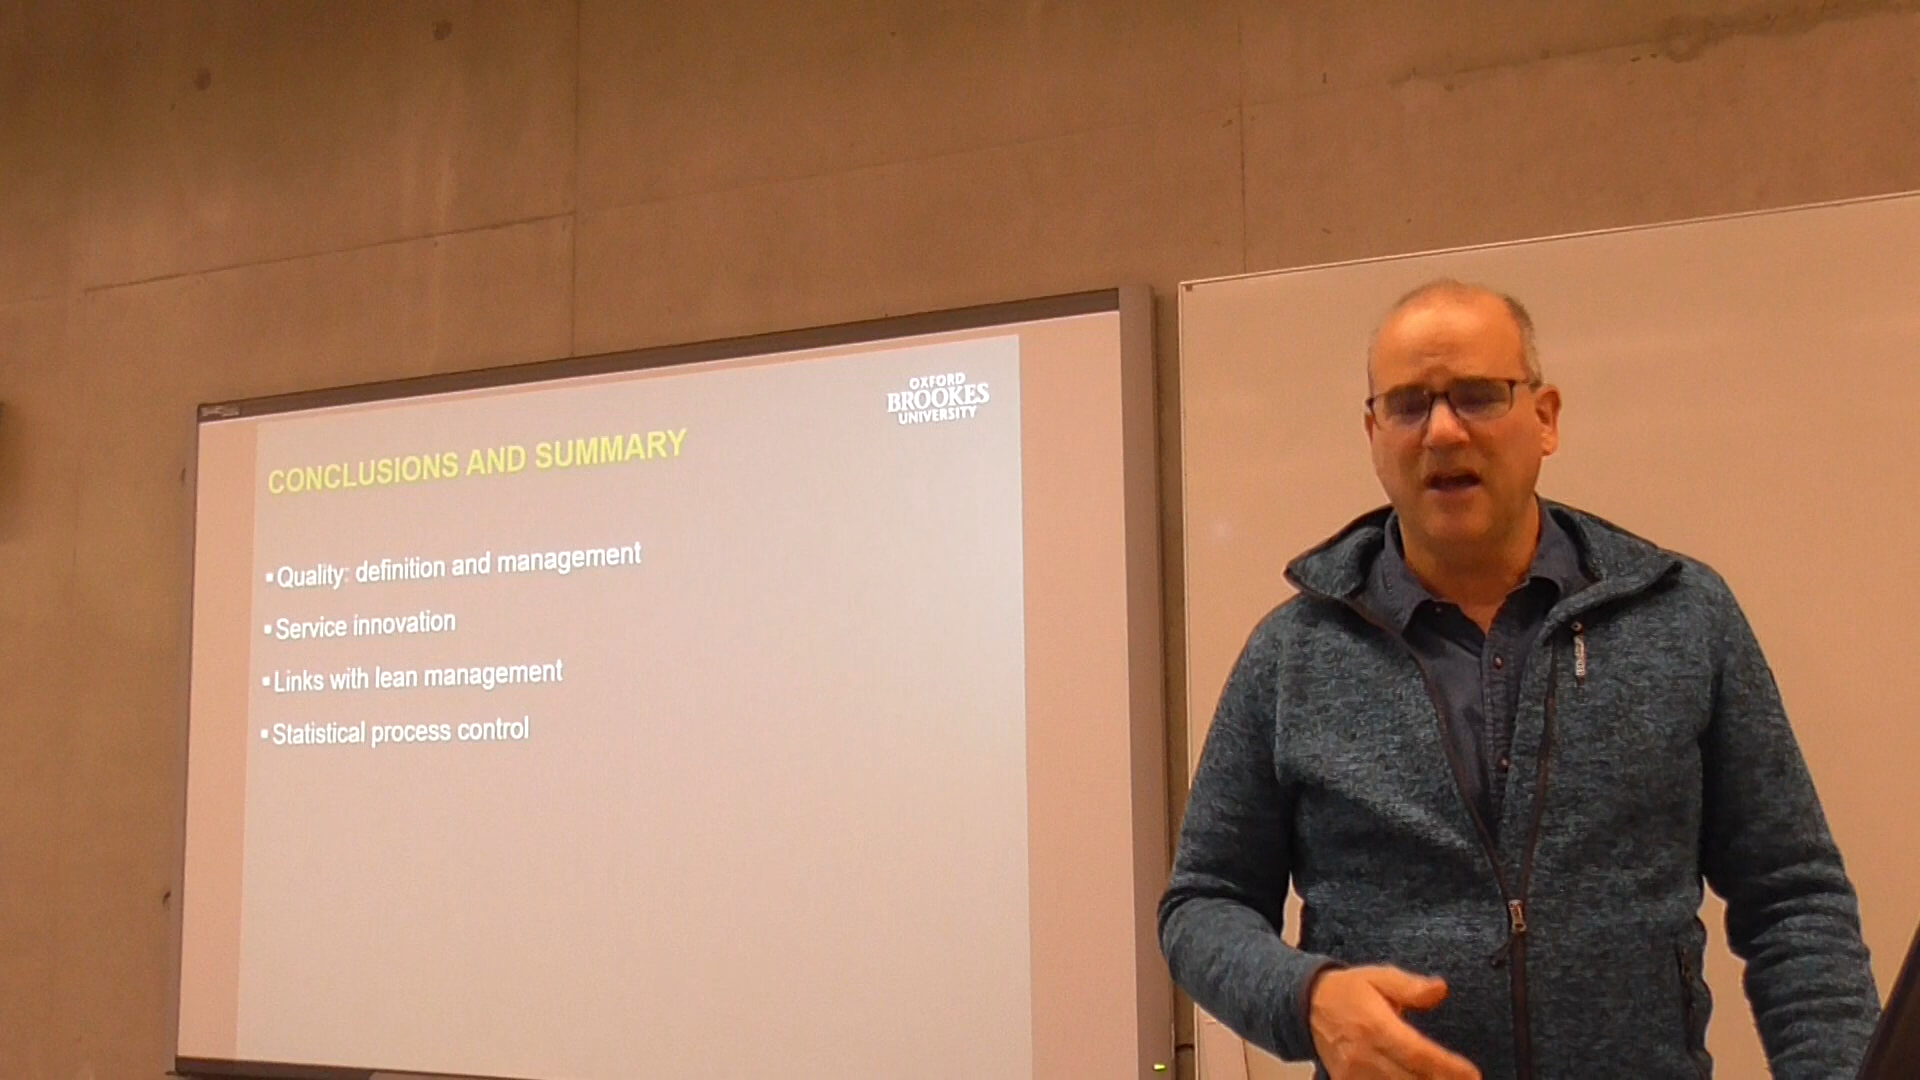 OXFORD
BROOKES
UNIVERSITY
CONCLUSIONS AND SUMMARY
▪ Quality: definition and management
▪ Service innovation
▪ Links with lean management
▪ Statistical process control